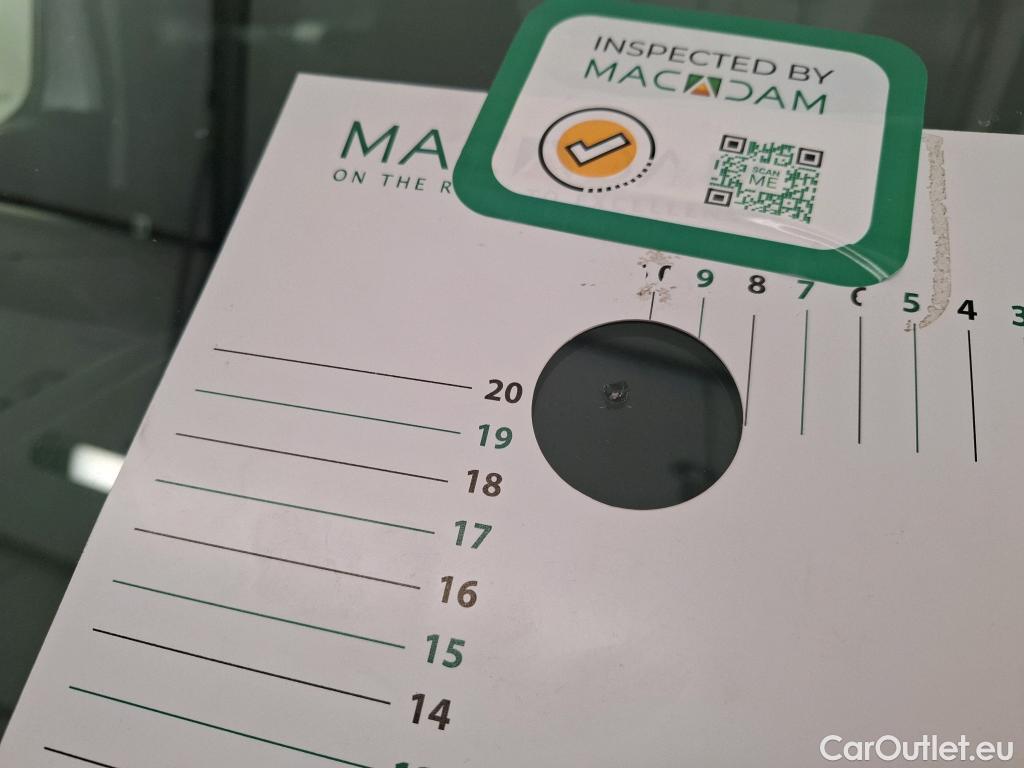 INSPECTED BY
MACADAM
SCAN
ME
MA
ON THE R
9 8 7 5 4 3
20
19
18
17
16
15
14
CarOutlet.eu